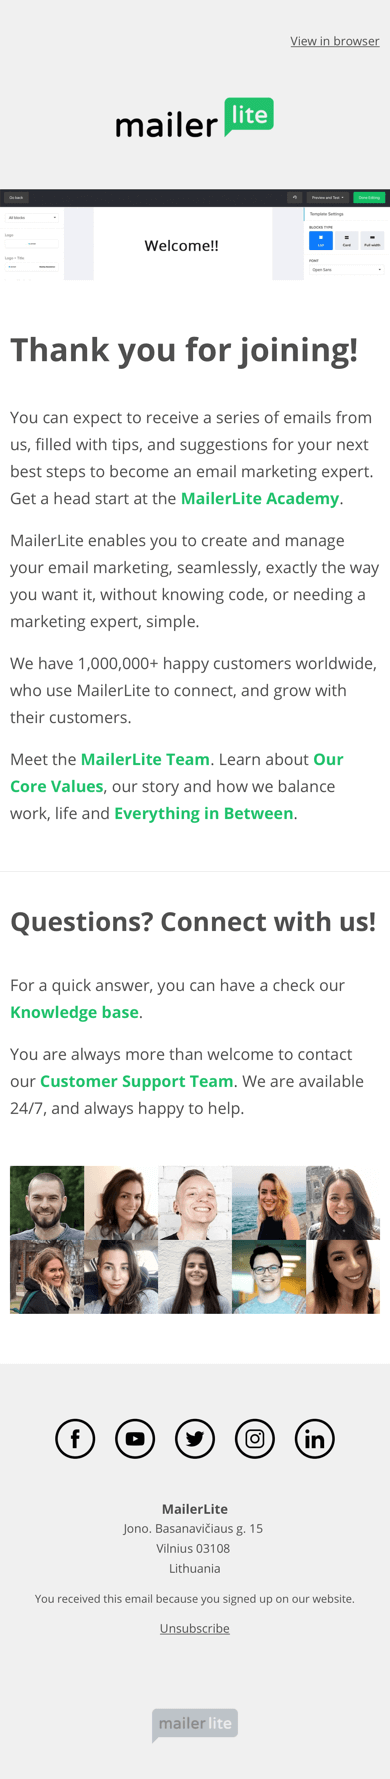 View in browser
mailer lite
Go back
Preview and Test
Done Editing
All blocks
Template Settings
Logo
BLOCKS TYPE
Welcome!!
List
Card
Full width
Logo + Title
FONT
Open Sans
Thank you for joining!
You can expect to receive a series of emails from
us, filled with tips, and suggestions for your next
best steps to become an email marketing expert.
Get a head start at the MailerLite Academy.
MailerLite enables you to create and manage
your email marketing, seamlessly, exactly the way
you want it, without knowing code, or needing a
marketing expert, simple.
We have 1,000,000+ happy customers worldwide,
who use MailerLite to connect, and grow with
their customers.
Meet the MailerLite Team. Learn about Our
Core Values, our story and how we balance
work, life and Everything in Between.
Questions? Connect with us!
For a quick answer, you can have a check our
Knowledge base.
You are always more than welcome to contact
our Customer Support Team. We are available
24/7, and always happy to help.
MailerLite
Jono. Basanavičiaus g. 15
Vilnius 03108
Lithuania
You received this email because you signed up on our website.
Unsubscribe
mailer lite